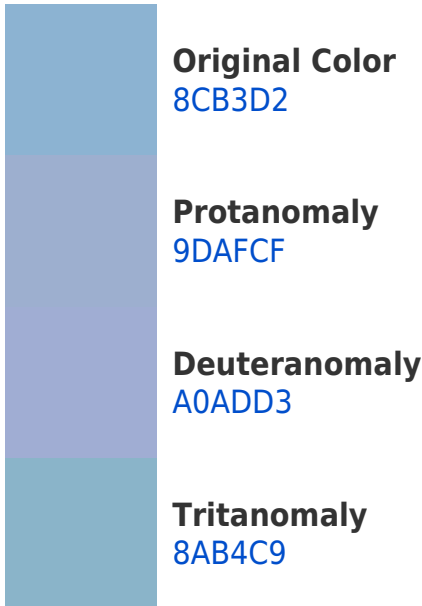 Original Color
8CB3D2
Protanomaly
9DAFCF
Deuteranomaly
A0ADD3
Tritanomaly
8AB4C9